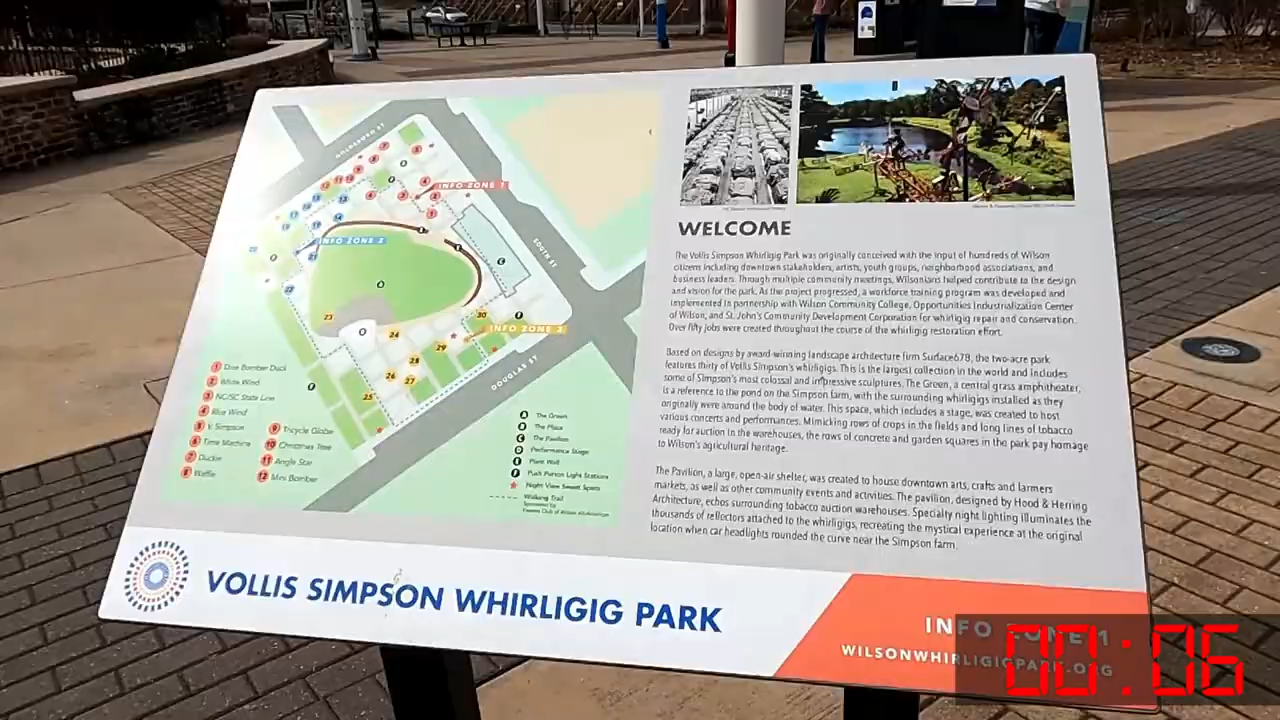 GOLDSBORO ST
INFO ZONE 1
INFO ZONE 2
SOUTH ST
INFO ZONE 3
DOUGLAS ST
1 Dine Bomber Duck
2 White Wind
3 NC/SC State Line
4 Blue Wind
5 V. Simpson
6 Time Machine
7 Duckie
8 Waffle
9 Tricycle Globe
10 Christmas Tree
11 Angle Star
12 Mini Bomber
A The Green
B The Plaza
C The Pavilion
D Performance Stage
E Plant Wall
F Push Button Light Stations
Night View Sweet Spots
Walking Trail
Sponsored by
WELCOME
The Vollis Simpson Whirligig Park was originally conceived with the input of hundreds of Wilson
citizens including downtown stakeholders, artists, youth groups, neighborhood associations, and
business leaders. Through multiple community meetings, Wilsonians helped contribute to the design
and vision for the park. As the project progressed, a workforce training program was developed and
implemented in partnership with Wilson Community College, Opportunities Industrialization Center
of Wilson, and St. John's Community Development Corporation for whirligig repair and conservation.
Over fifty jobs were created throughout the course of the whirligig restoration effort.
Based on designs by award-winning landscape architecture firm Surface678, the two-acre park
features thirty of Vollis Simpson's whirligigs. This is the largest collection in the world and includes
some of Simpson's most colossal and impressive sculptures. The Green, a central grass amphitheater,
is a reference to the pond on the Simpson farm, with the surrounding whirligigs installed as they
originally were around the body of water. This space, which includes a stage, was created to host
various concerts and performances. Mimicking rows of crops in the fields and long lines of tobacco
ready for auction in the warehouses, the rows of concrete and garden squares in the park pay homage
to Wilson's agricultural heritage.
The Pavilion, a large, open-air shelter, was created to house downtown arts, crafts and farmers
markets, as well as other community events and activities. The pavilion, designed by Hood & Herring
Architecture, echos surrounding tobacco auction warehouses. Specialty night lighting illuminates the
thousands of reflectors attached to the whirligigs, recreating the mystical experience at the original
location when car headlights rounded the curve near the Simpson farm.
VOLLIS SIMPSON WHIRLIGIG PARK
INFO ZONE 1
WILSONWHIRLIGIGPARK.ORG
00:06